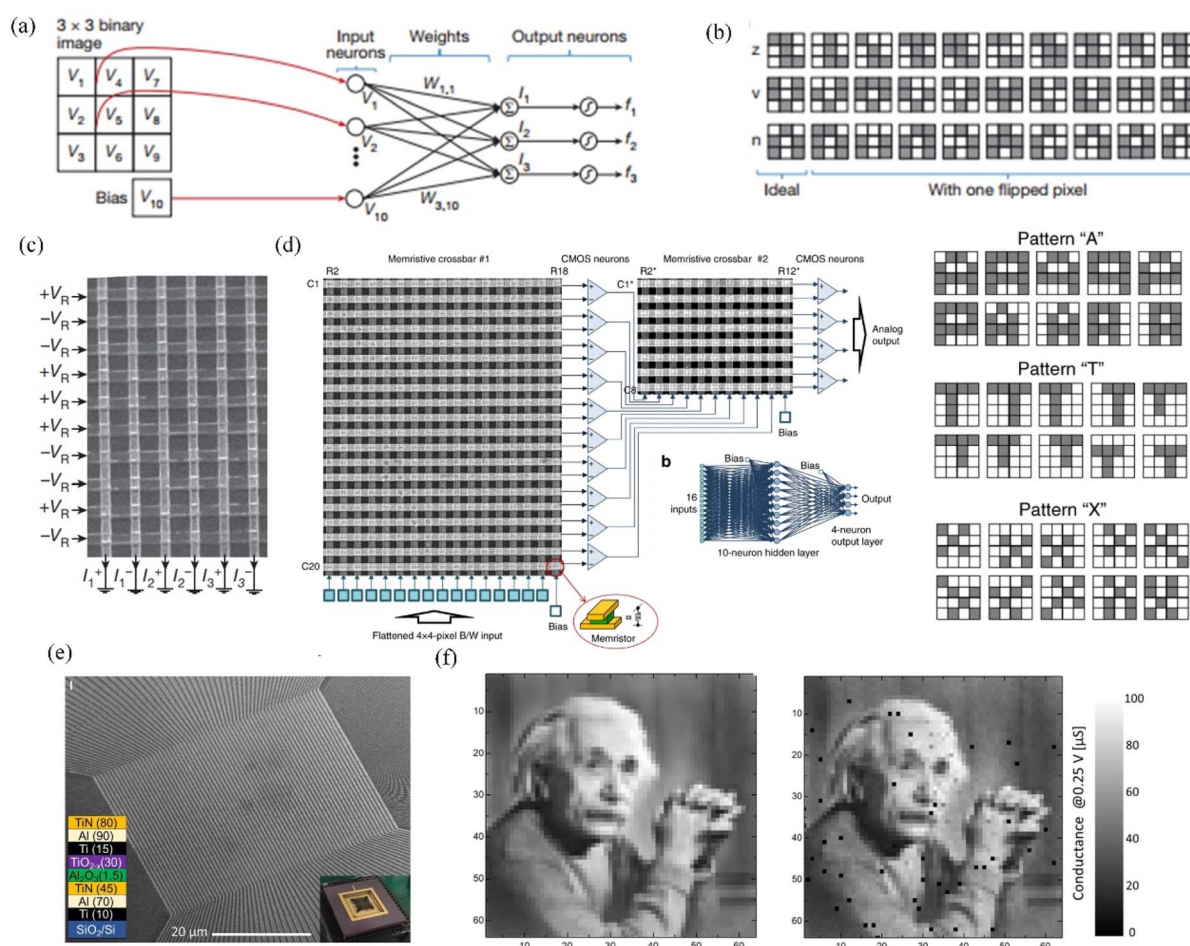 (a)
3 × 3 binary
image
V1 V4 V7
V2 V5 V8
V3 V6 V9
Bias V10
Input
neurons
Weights
Output neurons
V1
V2
V10
W1,1
W3,10
I1
I2
I3
Σ
Σ
Σ
f1
f2
f3
(b)
z
v
n
Ideal
With one flipped pixel
(c)
+VR
−VR
−VR
+VR
+VR
+VR
−VR
−VR
+VR
−VR
I1+ I1− I2+ I2− I3+ I3−
(d)
Memristive crossbar #1
CMOS neurons
Memristive crossbar #2
CMOS neurons
R2 R18
R2* R12*
C1
C20
C1*
C8
Analog
output
Bias
Bias
Flattened 4×4-pixel B/W input
Memristor
b
Bias
Bias
16
inputs
Output
4-neuron
output layer
10-neuron hidden layer
Pattern “A”
Pattern “T”
Pattern “X”
(e)
TiN (80)
Al (90)
Ti (15)
TiO2-x(30)
Al2O3(1.5)
TiN (45)
Al (70)
Ti (10)
SiO2/Si
20 μm
(f)
10
20
30
40
50
60
10 20 30 40 50 60
10
20
30
40
50
60
10 20 30 40 50 60
Conductance @0.25 V [μS]
100
80
60
40
20
0